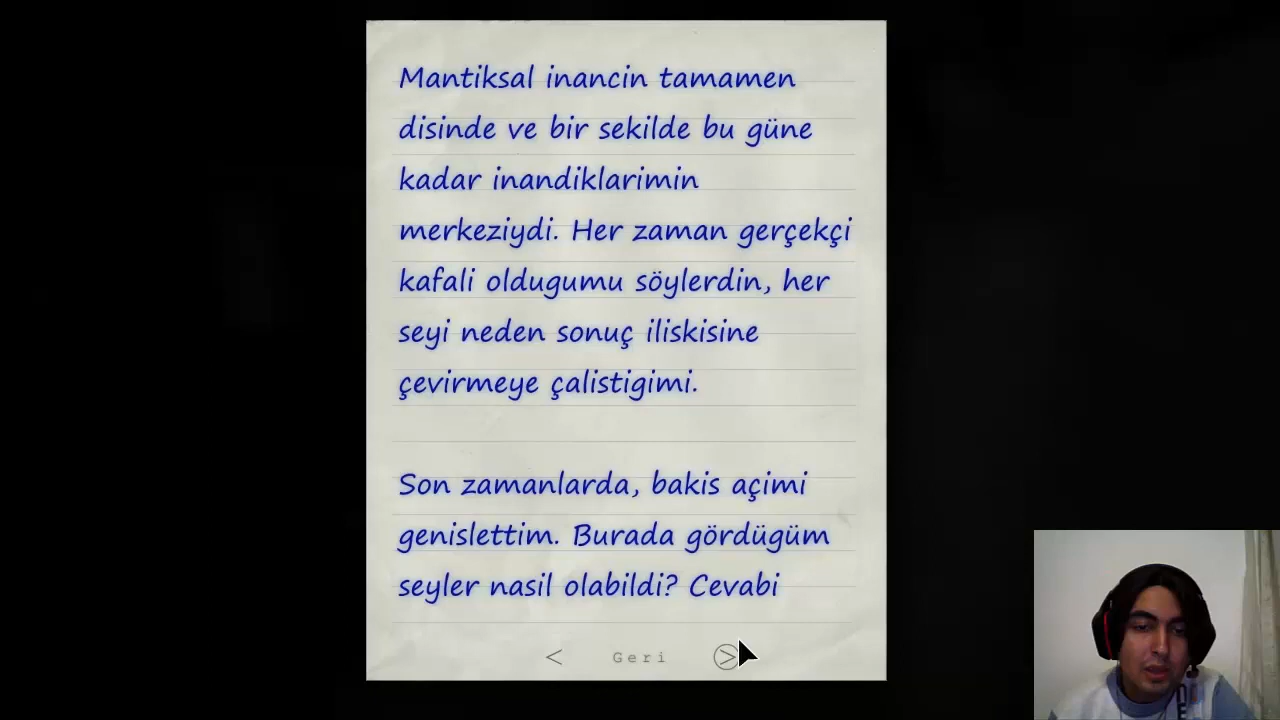 Mantiksal inancin tamamen
disinde ve bir sekilde bu güne
kadar inandiklarimin
merkeziydi. Her zaman gerçekçi
kafali oldugumu söylerdin, her
seyi neden sonuç iliskisine
çevirmeye çalistigimi.
Son zamanlarda, bakis açimi
genislettim. Burada gördügüm
seyler nasil olabildi? Cevabi
< Geri >